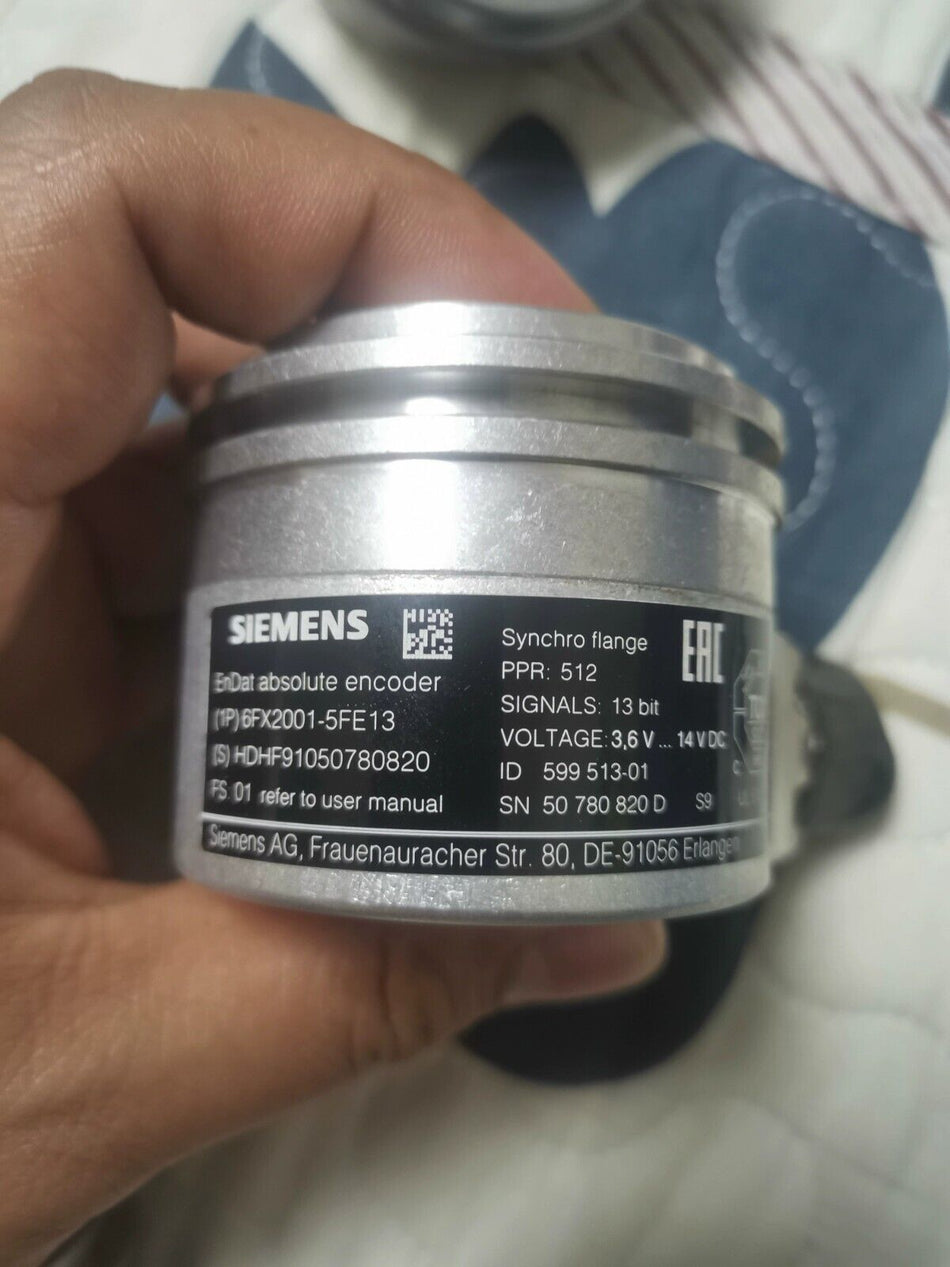 SIEMENS
EnDat absolute encoder
(1P) 6FX2001-5FE13
(S) HDHF91050780820
FS: 01 refer to user manual
Synchro flange
PPR: 512
SIGNALS: 13 bit
VOLTAGE: 3,6 V ... 14 V DC
ID 599 513-01
SN 50 780 820 D S9
EAC
Siemens AG, Frauenauracher Str. 80, DE-91056 Erlangen